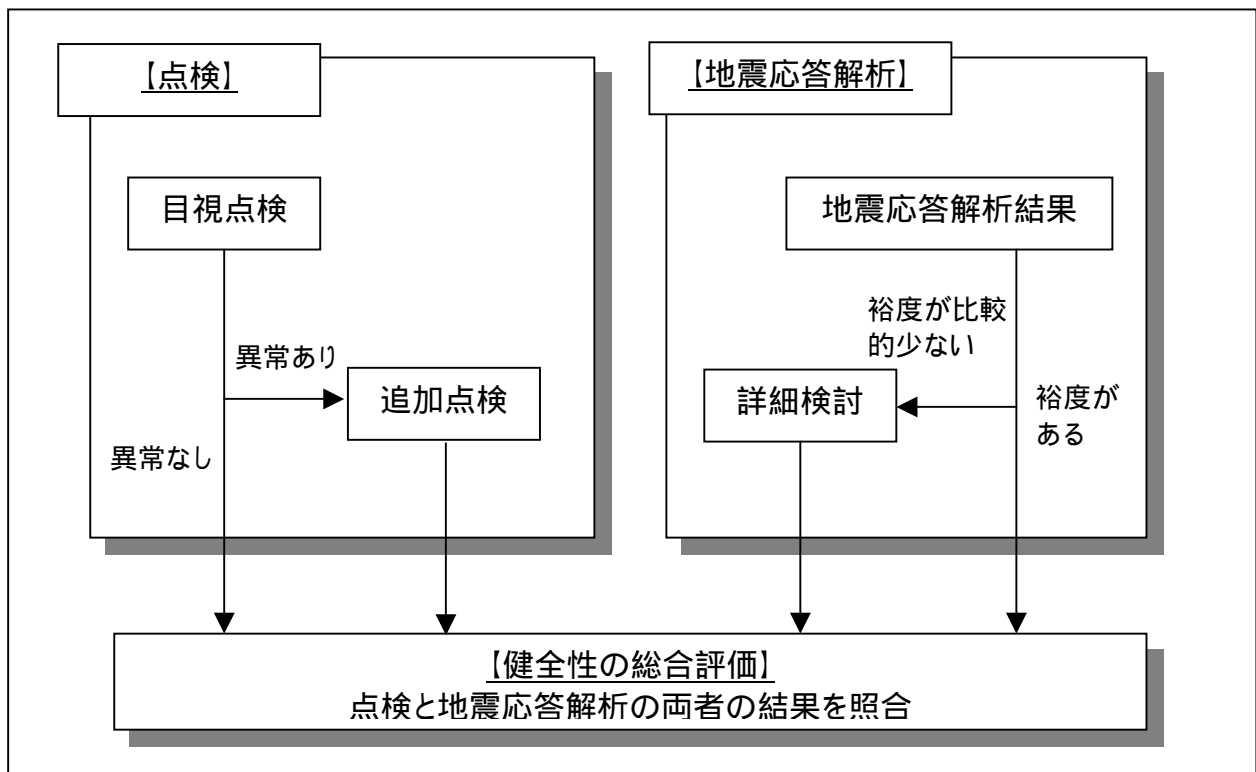 【点検】
目視点検
異常あり
追加点検
異常なし
【地震応答解析】
地震応答解析結果
裕度が比較
的少ない
詳細検討
裕度が
ある
【健全性の総合評価】
点検と地震応答解析の両者の結果を照合